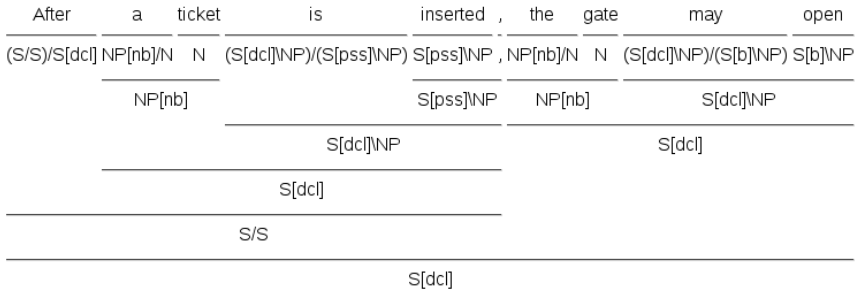 After a ticket is inserted , the gate may open
(S/S)/S[dcl] NP[nb]/N N (S[dcl]\NP)/(S[pss]\NP) S[pss]\NP , NP[nb]/N N (S[dcl]\NP)/(S[b]\NP) S[b]\NP
NP[nb] S[pss]\NP NP[nb] S[dcl]\NP
S[dcl]\NP S[dcl]
S[dcl]
S/S
S[dcl]